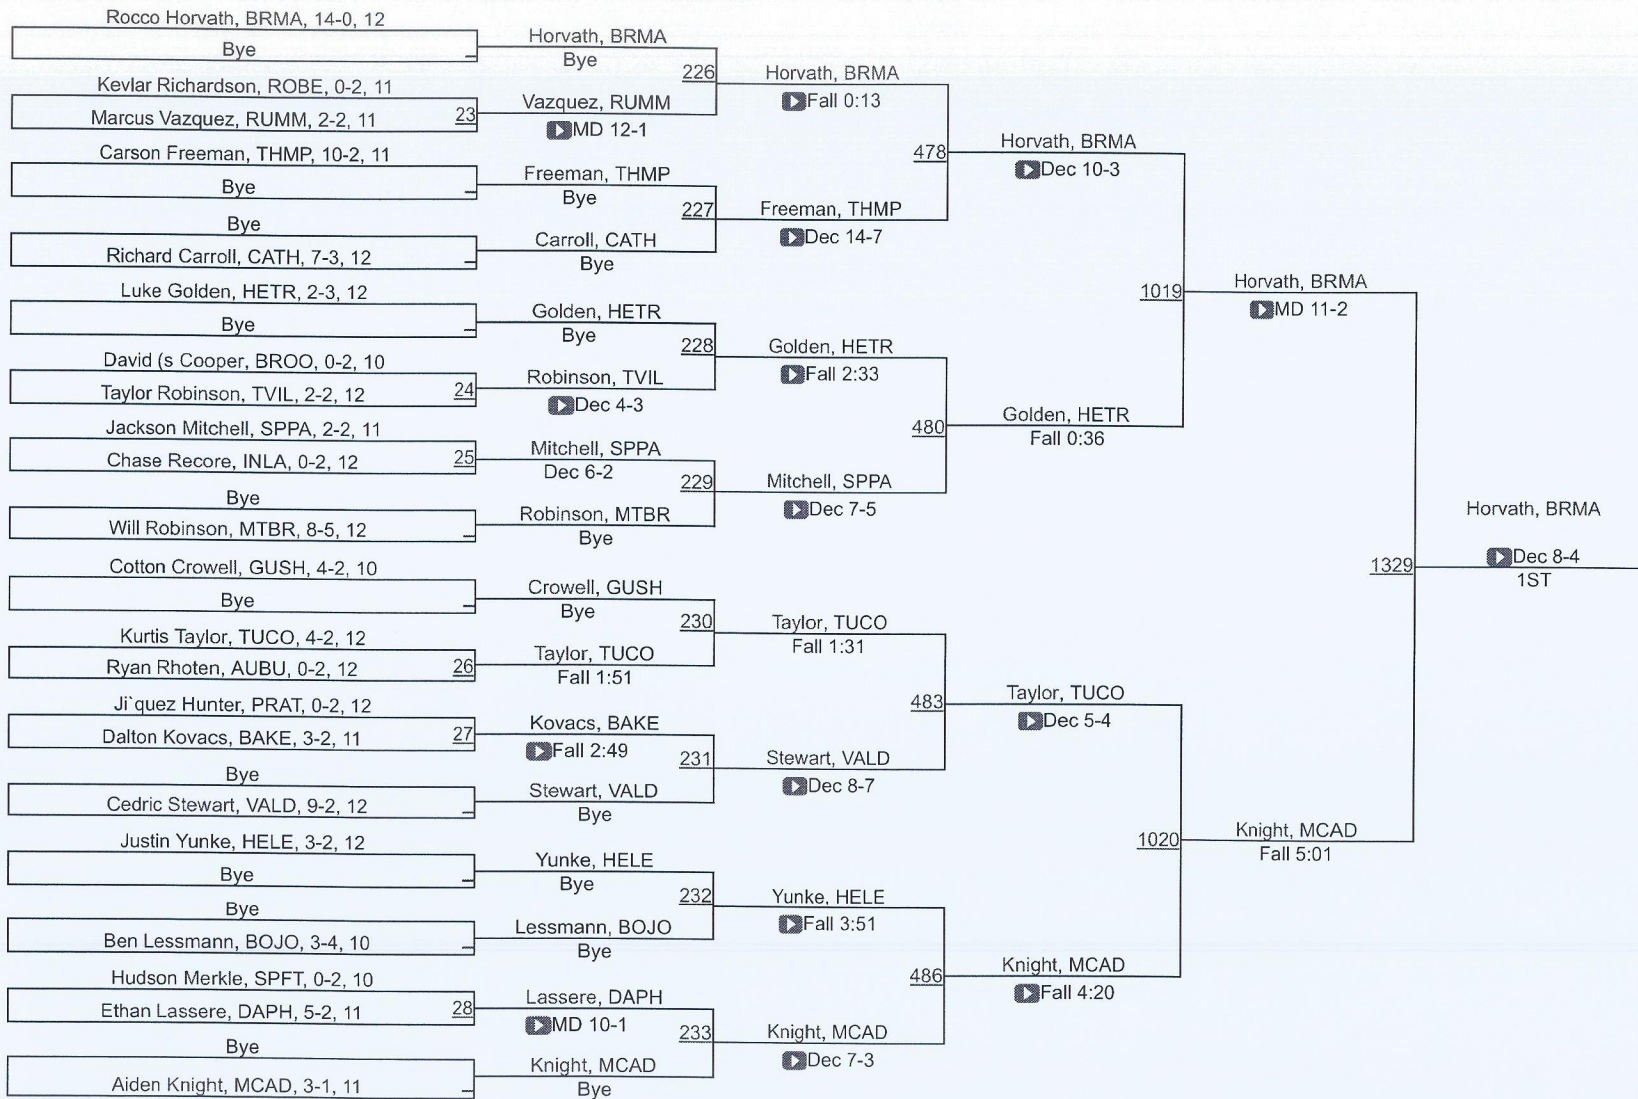 Rocco Horvath, BRMA, 14-0, 12
Bye
Kevlar Richardson, ROBE, 0-2, 11
Marcus Vazquez, RUMM, 2-2, 11
23
Carson Freeman, THMP, 10-2, 11
Bye
Bye
Richard Carroll, CATH, 7-3, 12
Luke Golden, HETR, 2-3, 12
Bye
David (s Cooper, BROO, 0-2, 10
Taylor Robinson, TVIL, 2-2, 12
24
Jackson Mitchell, SPPA, 2-2, 11
Chase Recore, INLA, 0-2, 12
25
Bye
Will Robinson, MTBR, 8-5, 12
Cotton Crowell, GUSH, 4-2, 10
Bye
Kurtis Taylor, TUCO, 4-2, 12
Ryan Rhoten, AUBU, 0-2, 12
26
Ji`quez Hunter, PRAT, 0-2, 12
Dalton Kovacs, BAKE, 3-2, 11
27
Bye
Cedric Stewart, VALD, 9-2, 12
Justin Yunke, HELE, 3-2, 12
Bye
Bye
Ben Lessmann, BOJO, 3-4, 10
Hudson Merkle, SPFT, 0-2, 10
Ethan Lassere, DAPH, 5-2, 11
28
Bye
Aiden Knight, MCAD, 3-1, 11
Horvath, BRMA
Bye
226
Vazquez, RUMM
MD 12-1
Freeman, THMP
Bye
227
Carroll, CATH
Bye
Golden, HETR
Bye
228
Robinson, TVIL
Dec 4-3
Mitchell, SPPA
Dec 6-2
229
Robinson, MTBR
Bye
Crowell, GUSH
Bye
230
Taylor, TUCO
Fall 1:51
Kovacs, BAKE
Fall 2:49
231
Stewart, VALD
Bye
Yunke, HELE
Bye
232
Lessmann, BOJO
Bye
Lassere, DAPH
MD 10-1
233
Knight, MCAD
Bye
Horvath, BRMA
Fall 0:13
478
Freeman, THMP
Dec 14-7
Golden, HETR
Fall 2:33
480
Mitchell, SPPA
Dec 7-5
Taylor, TUCO
Fall 1:31
483
Stewart, VALD
Dec 8-7
Yunke, HELE
Fall 3:51
486
Knight, MCAD
Dec 7-3
Horvath, BRMA
Dec 10-3
1019
Golden, HETR
Fall 0:36
Taylor, TUCO
Dec 5-4
1020
Knight, MCAD
Fall 4:20
Horvath, BRMA
MD 11-2
1329
Knight, MCAD
Fall 5:01
Horvath, BRMA
Dec 8-4
1ST